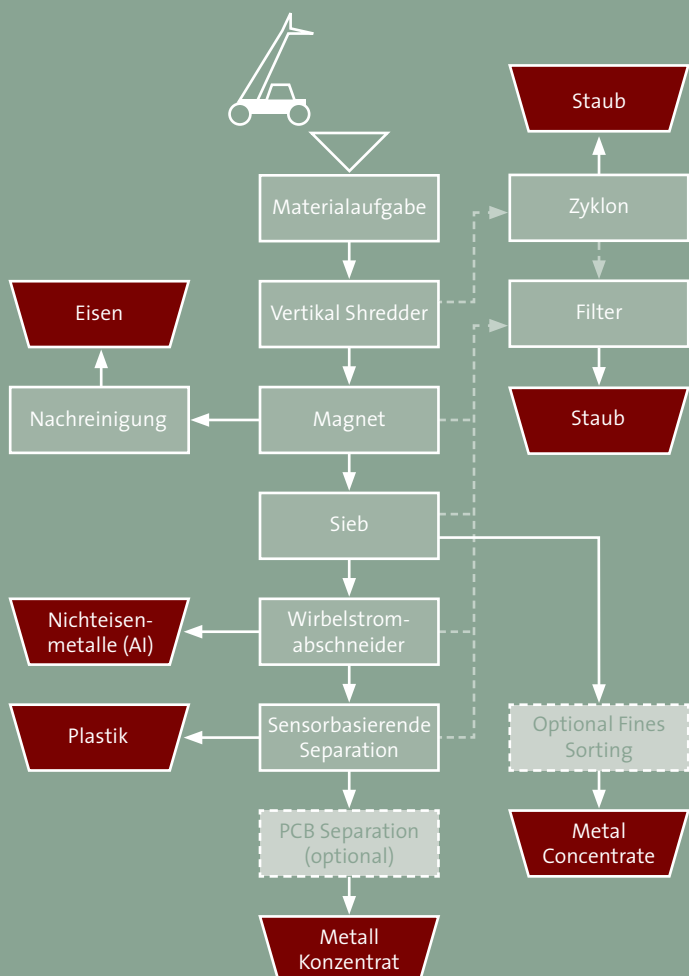 Staub
Materialaufgabe
Zyklon
Eisen
Vertikal Shredder
Filter
Nachreinigung
Magnet
Staub
Sieb
Nichteisen-
metalle (AI)
Wirbelstrom-
abschneider
Plastik
Sensorbasierende
Separation
Optional Fines
Sorting
PCB Separation
(optional)
Metal
Concentrate
Metall
Konzentrat